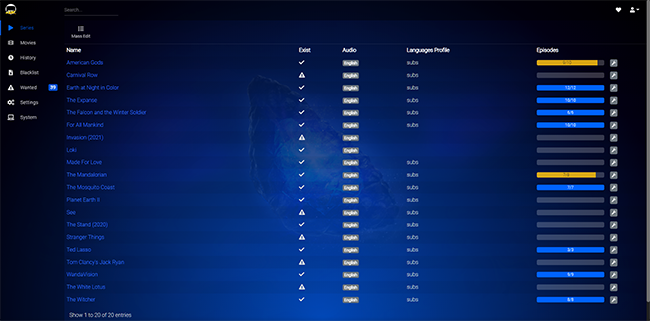 Search...
Series
Movies
History
Blacklist
Wanted 39
Settings
System
Mass Edit
Name Exist Audio Languages Profile Episodes
American Gods English subs
Carnival Row English subs
Earth at Night in Color English subs 12/12
The Expanse English subs 16/16
The Falcon and the Winter Soldier English subs 6/6
For All Mankind English subs 10/10
Invasion (2021) English
Loki English
Made For Love English subs
The Mandalorian English subs 7/8
The Mosquito Coast English subs 7/7
Planet Earth II English subs
See English subs
The Stand (2020) English subs
Stranger Things English subs
Ted Lasso English subs 3/3
Tom Clancy's Jack Ryan English subs
WandaVision English subs 9/9
The White Lotus English subs
The Witcher English subs 8/8
Show 1 to 20 of 20 entries